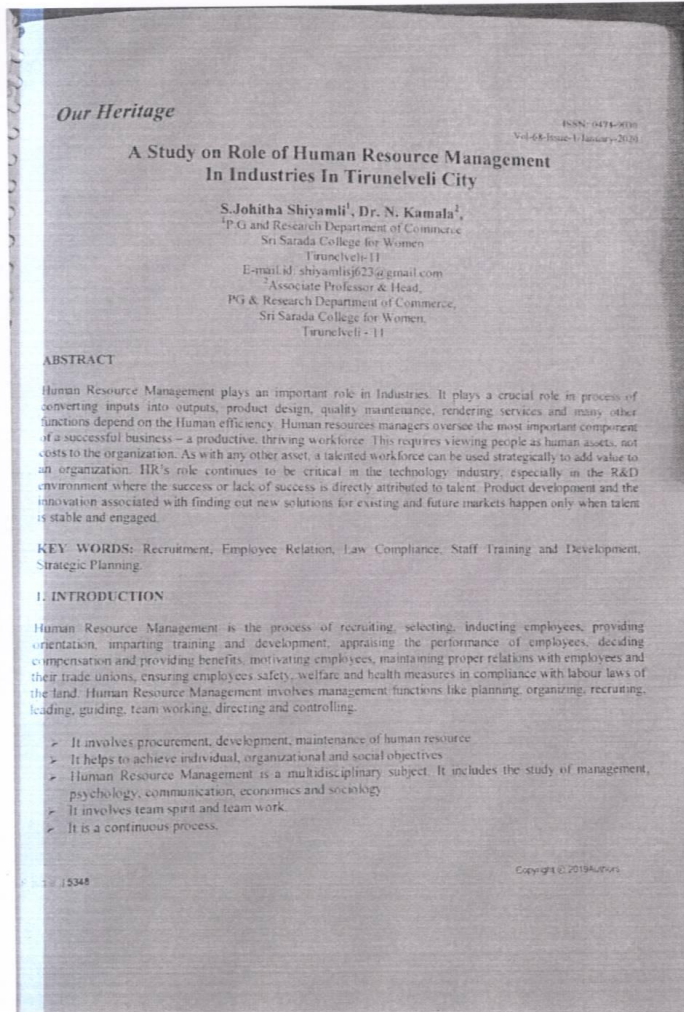 Our Heritage
ISSN: 0474-9030
Vol-68-Issue-1-January-2020
A Study on Role of Human Resource Management
In Industries In Tirunelveli City
S.Johitha Shiyamli1, Dr. N. Kamala2,
1P.G and Research Department of Commerce
Sri Sarada College for Women
Tirunelveli-11
E-mail.id: shiyamlisj623@gmail.com
2Associate Professor & Head,
PG & Research Department of Commerce,
Sri Sarada College for Women,
Tirunelveli - 11
ABSTRACT
Human Resource Management plays an important role in Industries. It plays a crucial role in process of
converting inputs into outputs, product design, quality maintenance, rendering services and many other
functions depend on the Human efficiency. Human resources managers oversee the most important component
of a successful business – a productive, thriving workforce. This requires viewing people as human assets, not
costs to the organization. As with any other asset, a talented workforce can be used strategically to add value to
an organization. HR's role continues to be critical in the technology industry, especially in the R&D
environment where the success or lack of success is directly attributed to talent. Product development and the
innovation associated with finding out new solutions for existing and future markets happen only when talent
is stable and engaged.
KEY WORDS: Recruitment, Employee Relation, Law Compliance, Staff Training and Development,
Strategic Planning.
1. INTRODUCTION
Human Resource Management is the process of recruiting, selecting, inducting employees, providing
orientation, imparting training and development, appraising the performance of employees, deciding
compensation and providing benefits, motivating employees, maintaining proper relations with employees and
their trade unions, ensuring employees safety, welfare and health measures in compliance with labour laws of
the land. Human Resource Management involves management functions like planning, organizing, recruiting,
leading, guiding, team working, directing and controlling.
➢ It involves procurement, development, maintenance of human resource
➢ It helps to achieve individual, organizational and social objectives
➢ Human Resource Management is a multidisciplinary subject. It includes the study of management,
psychology, communication, economics and sociology
➢ It involves team spirit and team work.
➢ It is a continuous process.
Copyright © 2019Authors
5348